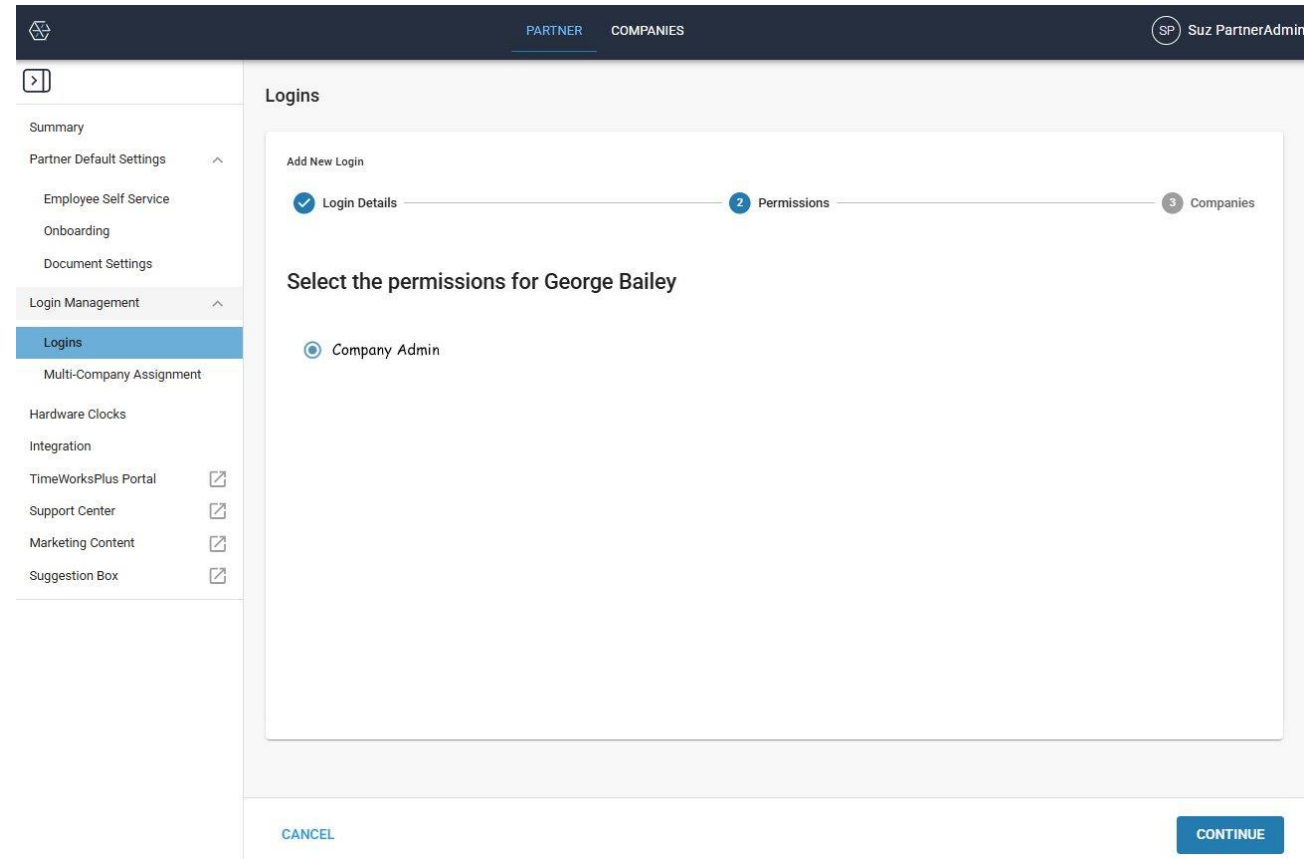 PARTNER COMPANIES SP Suz PartnerAdmin
Logins
Summary
Partner Default Settings
Employee Self Service
Onboarding
Document Settings
Login Management
Logins
Multi-Company Assignment
Hardware Clocks
Integration
TimeWorksPlus Portal
Support Center
Marketing Content
Suggestion Box
Add New Login
Login Details 2 Permissions 3 Companies
Select the permissions for George Bailey
Company Admin
CANCEL CONTINUE